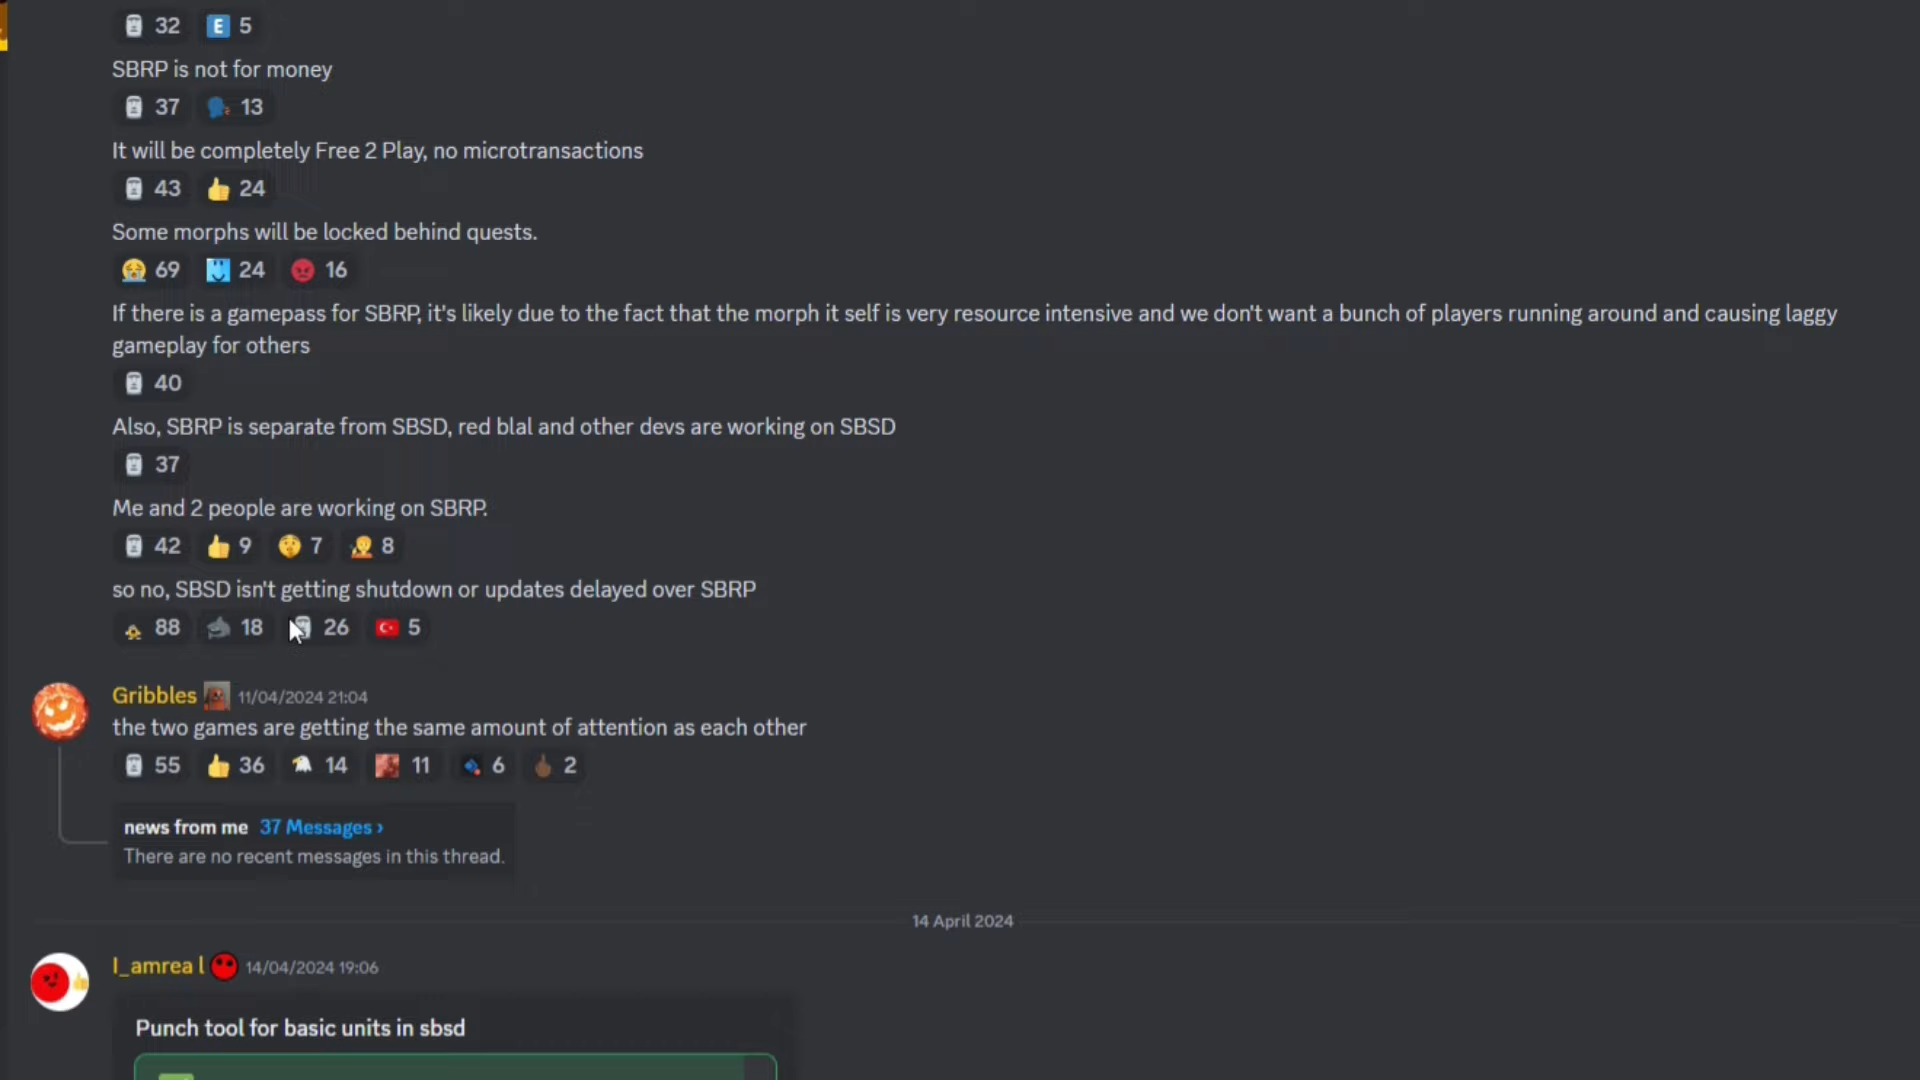 32 E 5
SBRP is not for money
37 13
It will be completely Free 2 Play, no microtransactions
43 24
Some morphs will be locked behind quests.
69 24 16
If there is a gamepass for SBRP, it's likely due to the fact that the morph it self is very resource intensive and we don't want a bunch of players running around and causing laggy
gameplay for others
40
Also, SBRP is separate from SBSD, red blal and other devs are working on SBSD
37
Me and 2 people are working on SBRP.
42 9 7 8
so no, SBSD isn't getting shutdown or updates delayed over SBRP
88 18 26 5
Gribbles 11/04/2024 21:04
the two games are getting the same amount of attention as each other
55 36 14 11 6 2
news from me 37 Messages ›
There are no recent messages in this thread.
14 April 2024
I_amrea l 14/04/2024 19:06
Punch tool for basic units in sbsd